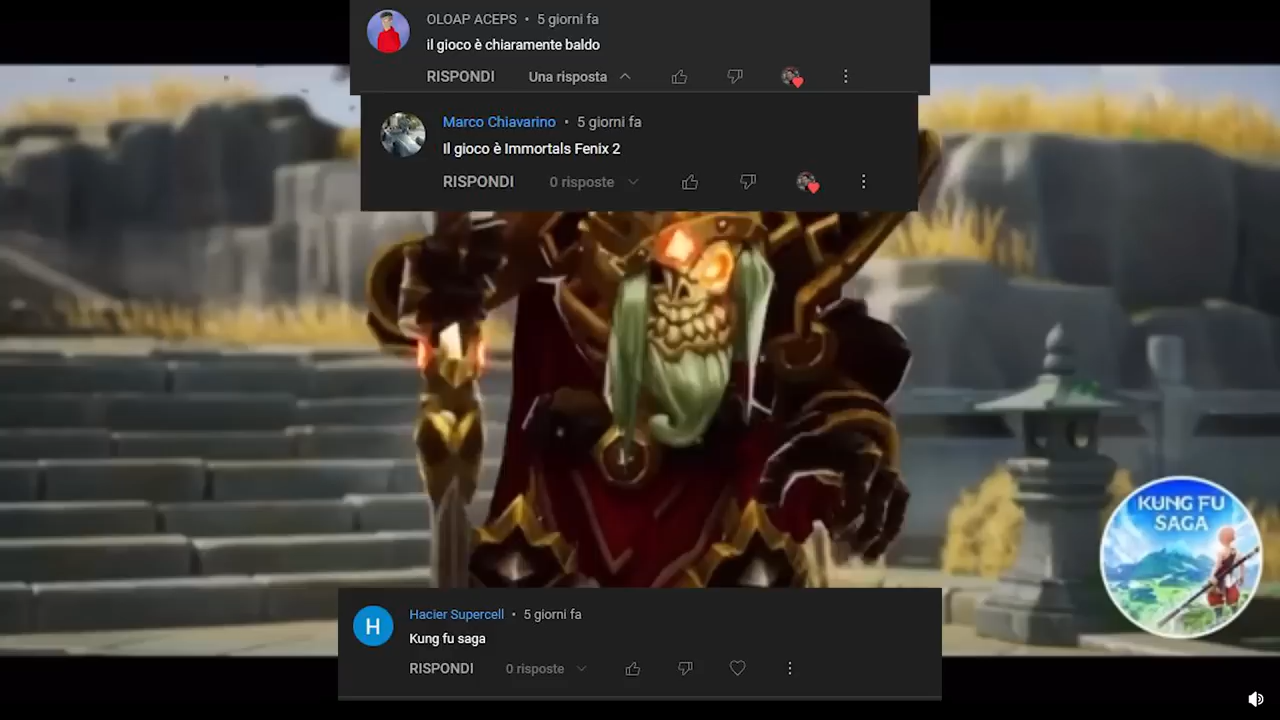 OLOAP ACEPS • 5 giorni fa
il gioco è chiaramente baldo
RISPONDI Una risposta
Marco Chiavarino • 5 giorni fa
Il gioco è Immortals Fenix 2
RISPONDI 0 risposte
KUNG FU
SAGA
H
Hacier Supercell • 5 giorni fa
Kung fu saga
RISPONDI 0 risposte